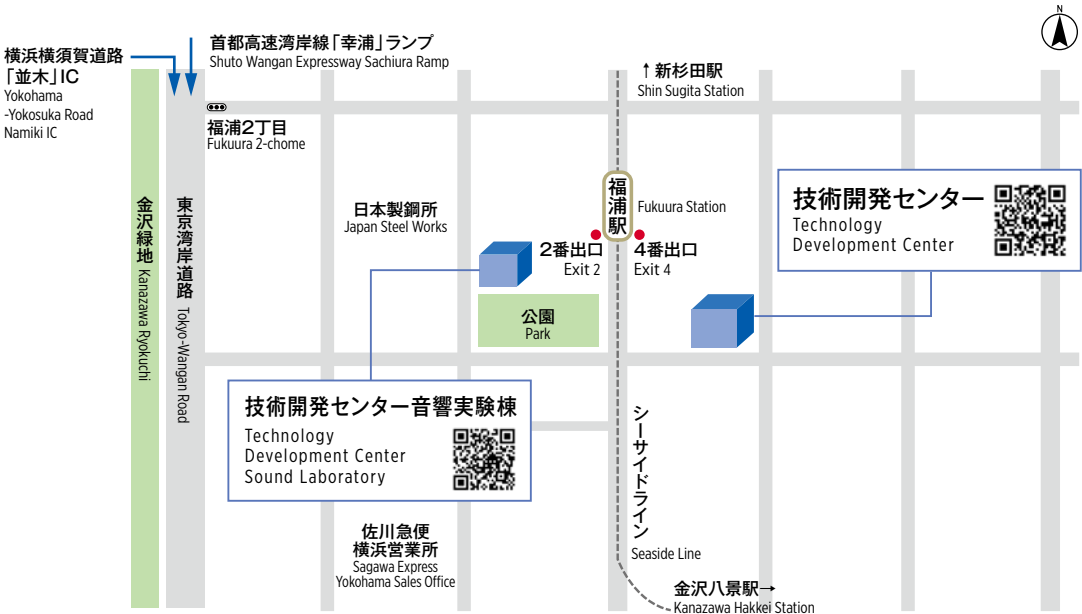 N
横浜横須賀道路
「並木」IC
Yokohama
-Yokosuka Road
Namiki IC
首都高速湾岸線「幸浦」ランプ
Shuto Wangan Expressway Sachiura Ramp
↑新杉田駅
Shin Sugita Station
福浦2丁目
Fukuura 2-chome
金沢緑地 Kanazawa Ryokuchi
東京湾岸道路 Tokyo-Wangan Road
日本製鋼所
Japan Steel Works
福浦駅
Fukuura Station
2番出口
Exit 2
4番出口
Exit 4
技術開発センター
Technology
Development Center
公園
Park
技術開発センター音響実験棟
Technology
Development Center
Sound Laboratory
シーサイドライン
Seaside Line
佐川急便
横浜営業所
Sagawa Express
Yokohama Sales Office
金沢八景駅→
Kanazawa Hakkei Station